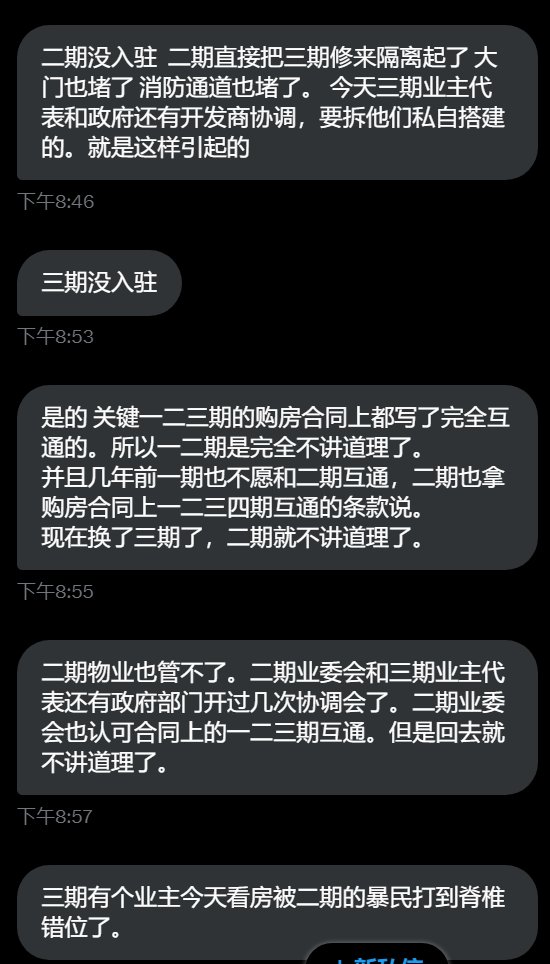 二期没入驻 二期直接把三期修来隔离起了 大
门也堵了 消防通道也堵了。 今天三期业主代
表和政府还有开发商协调，要拆他们私自搭建
的。就是这样引起的
下午8:46
三期没入驻
下午8:53
是的 关键一二三期的购房合同上都写了完全互
通的。所以一二期是完全不讲道理了。
并且几年前一期也不愿和二期互通，二期也拿
购房合同上一二三四期互通的条款说。
现在换了三期了，二期就不讲道理了。
下午8:55
二期物业也管不了。二期业委会和三期业主代
表还有政府部门开过几次协调会了。二期业委
会也认可合同上的一二三期互通。但是回去就
不讲道理了。
下午8:57
三期有个业主今天看房被二期的暴民打到脊椎
错位了。